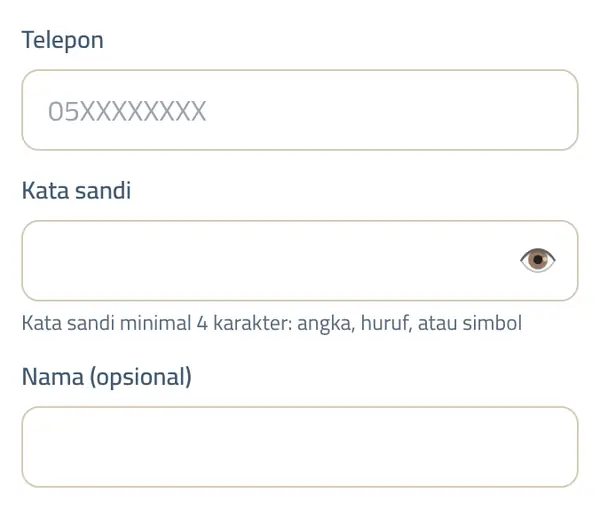 Telepon
05XXXXXXXX
Kata sandi
Kata sandi minimal 4 karakter: angka, huruf, atau simbol
Nama (opsional)